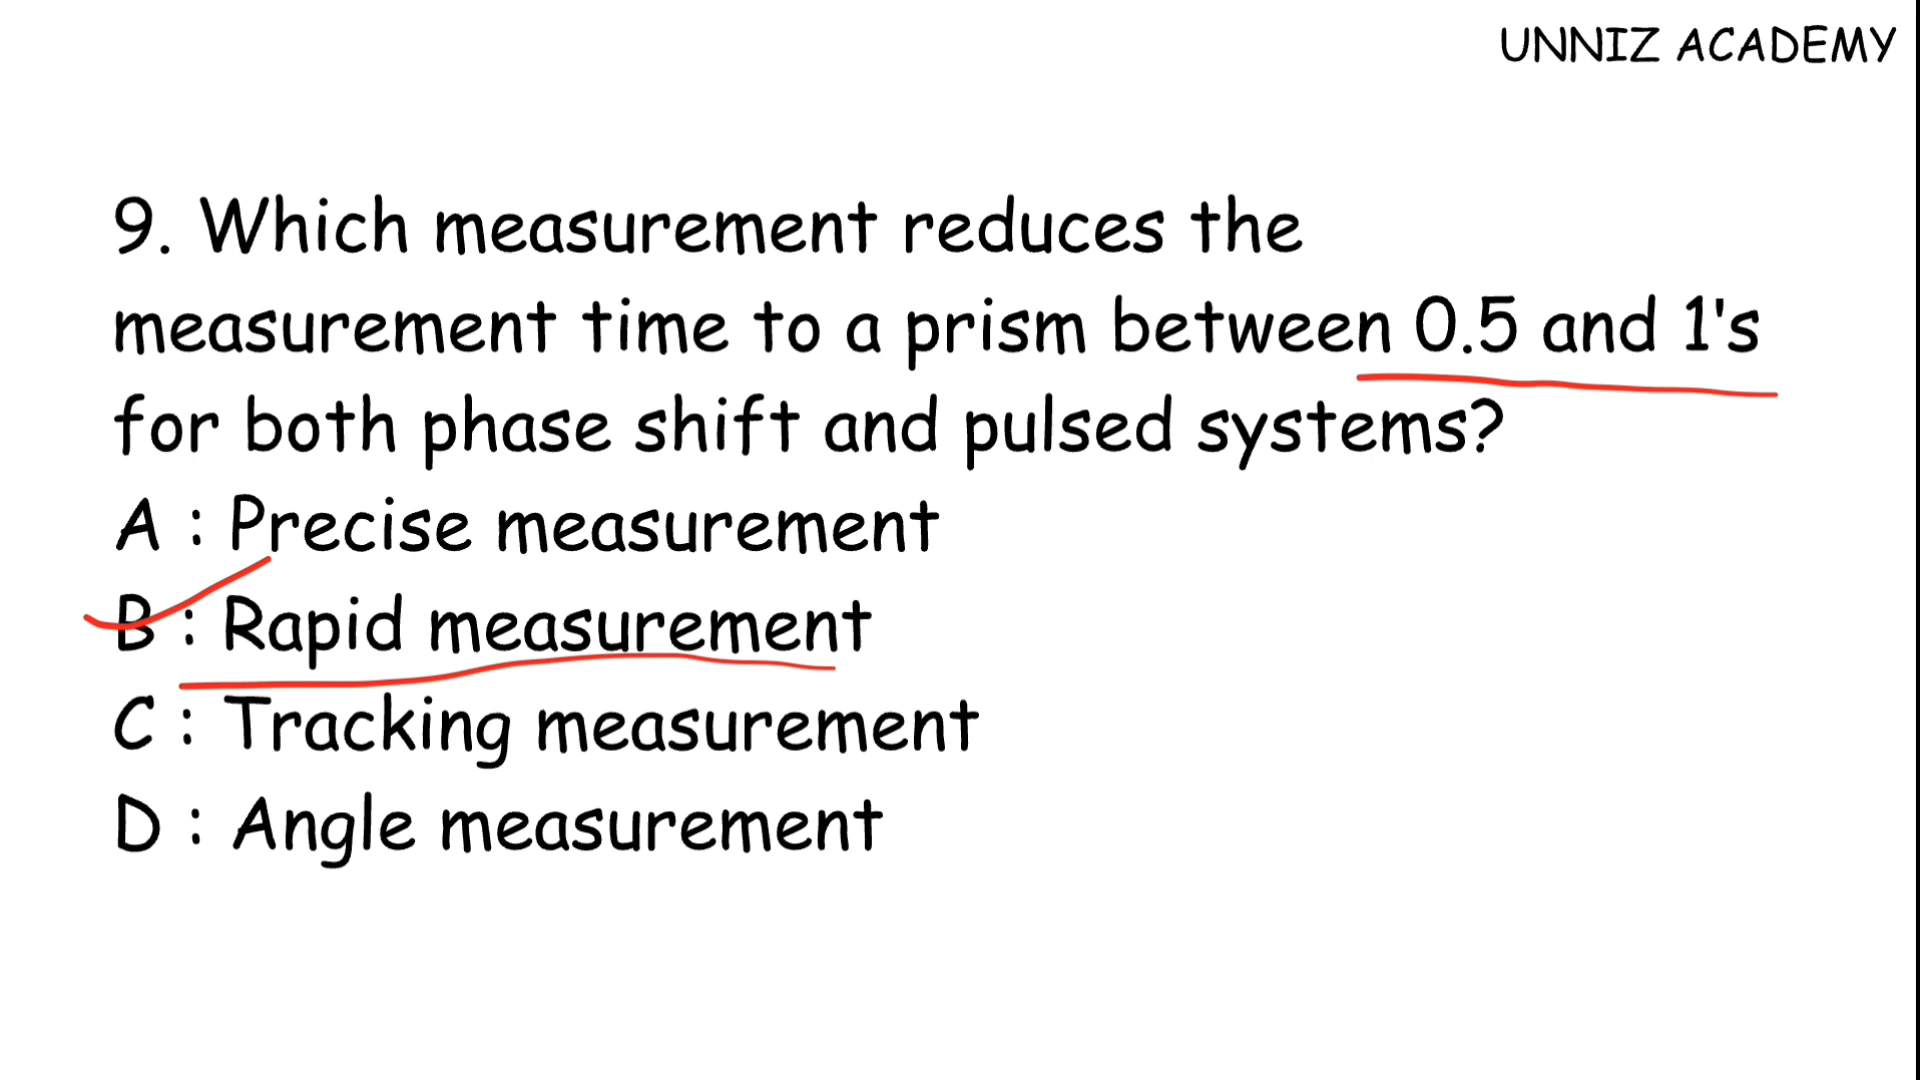 UNNIZ ACADEMY
9. Which measurement reduces the
measurement time to a prism between 0.5 and 1's
for both phase shift and pulsed systems?
A : Precise measurement
B : Rapid measurement
C : Tracking measurement
D : Angle measurement